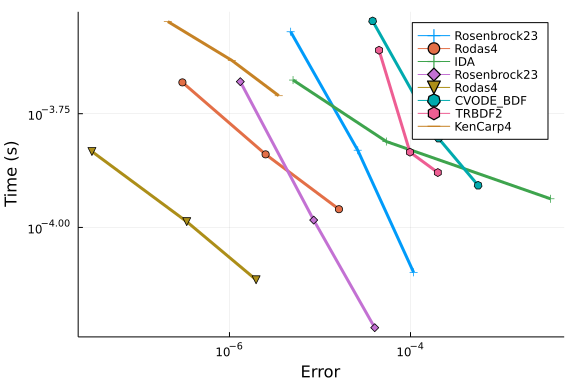 Rosenbrock23
Rodas4
IDA
Rosenbrock23
Rodas4
CVODE_BDF
TRBDF2
KenCarp4
10^−3.75
10^−4.00
Time (s)
10^−6
10^−4
Error